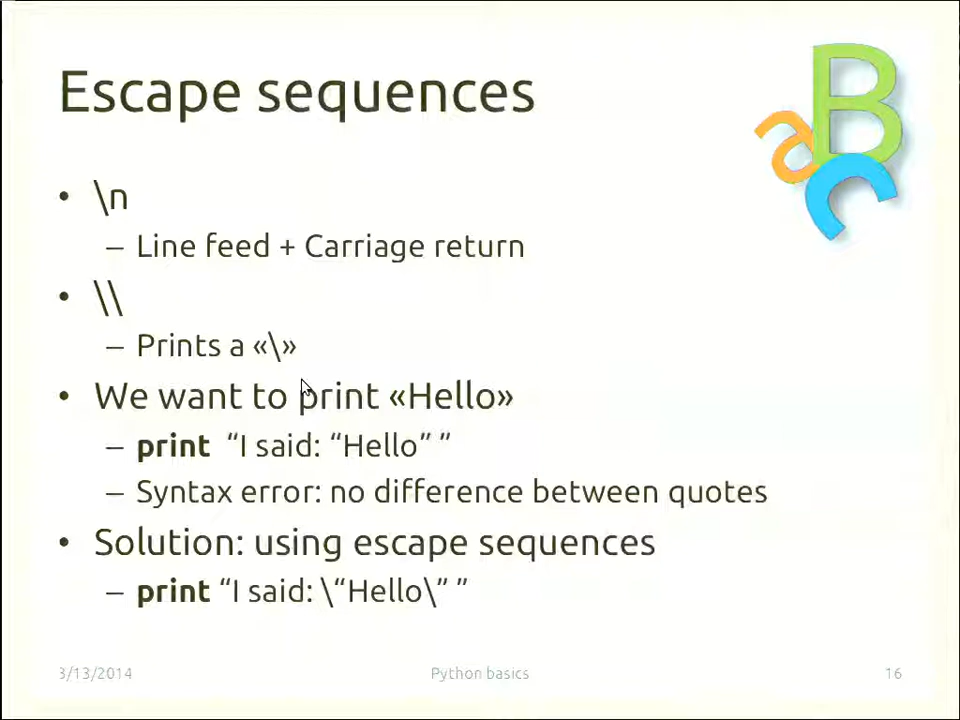 Escape sequences
aBc
• \n
– Line feed + Carriage return
• \\
– Prints a «\»
• We want to print «Hello»
– print “I said: “Hello” ”
– Syntax error: no difference between quotes
• Solution: using escape sequences
– print “I said: \“Hello\” ”
3/13/2014
Python basics
16